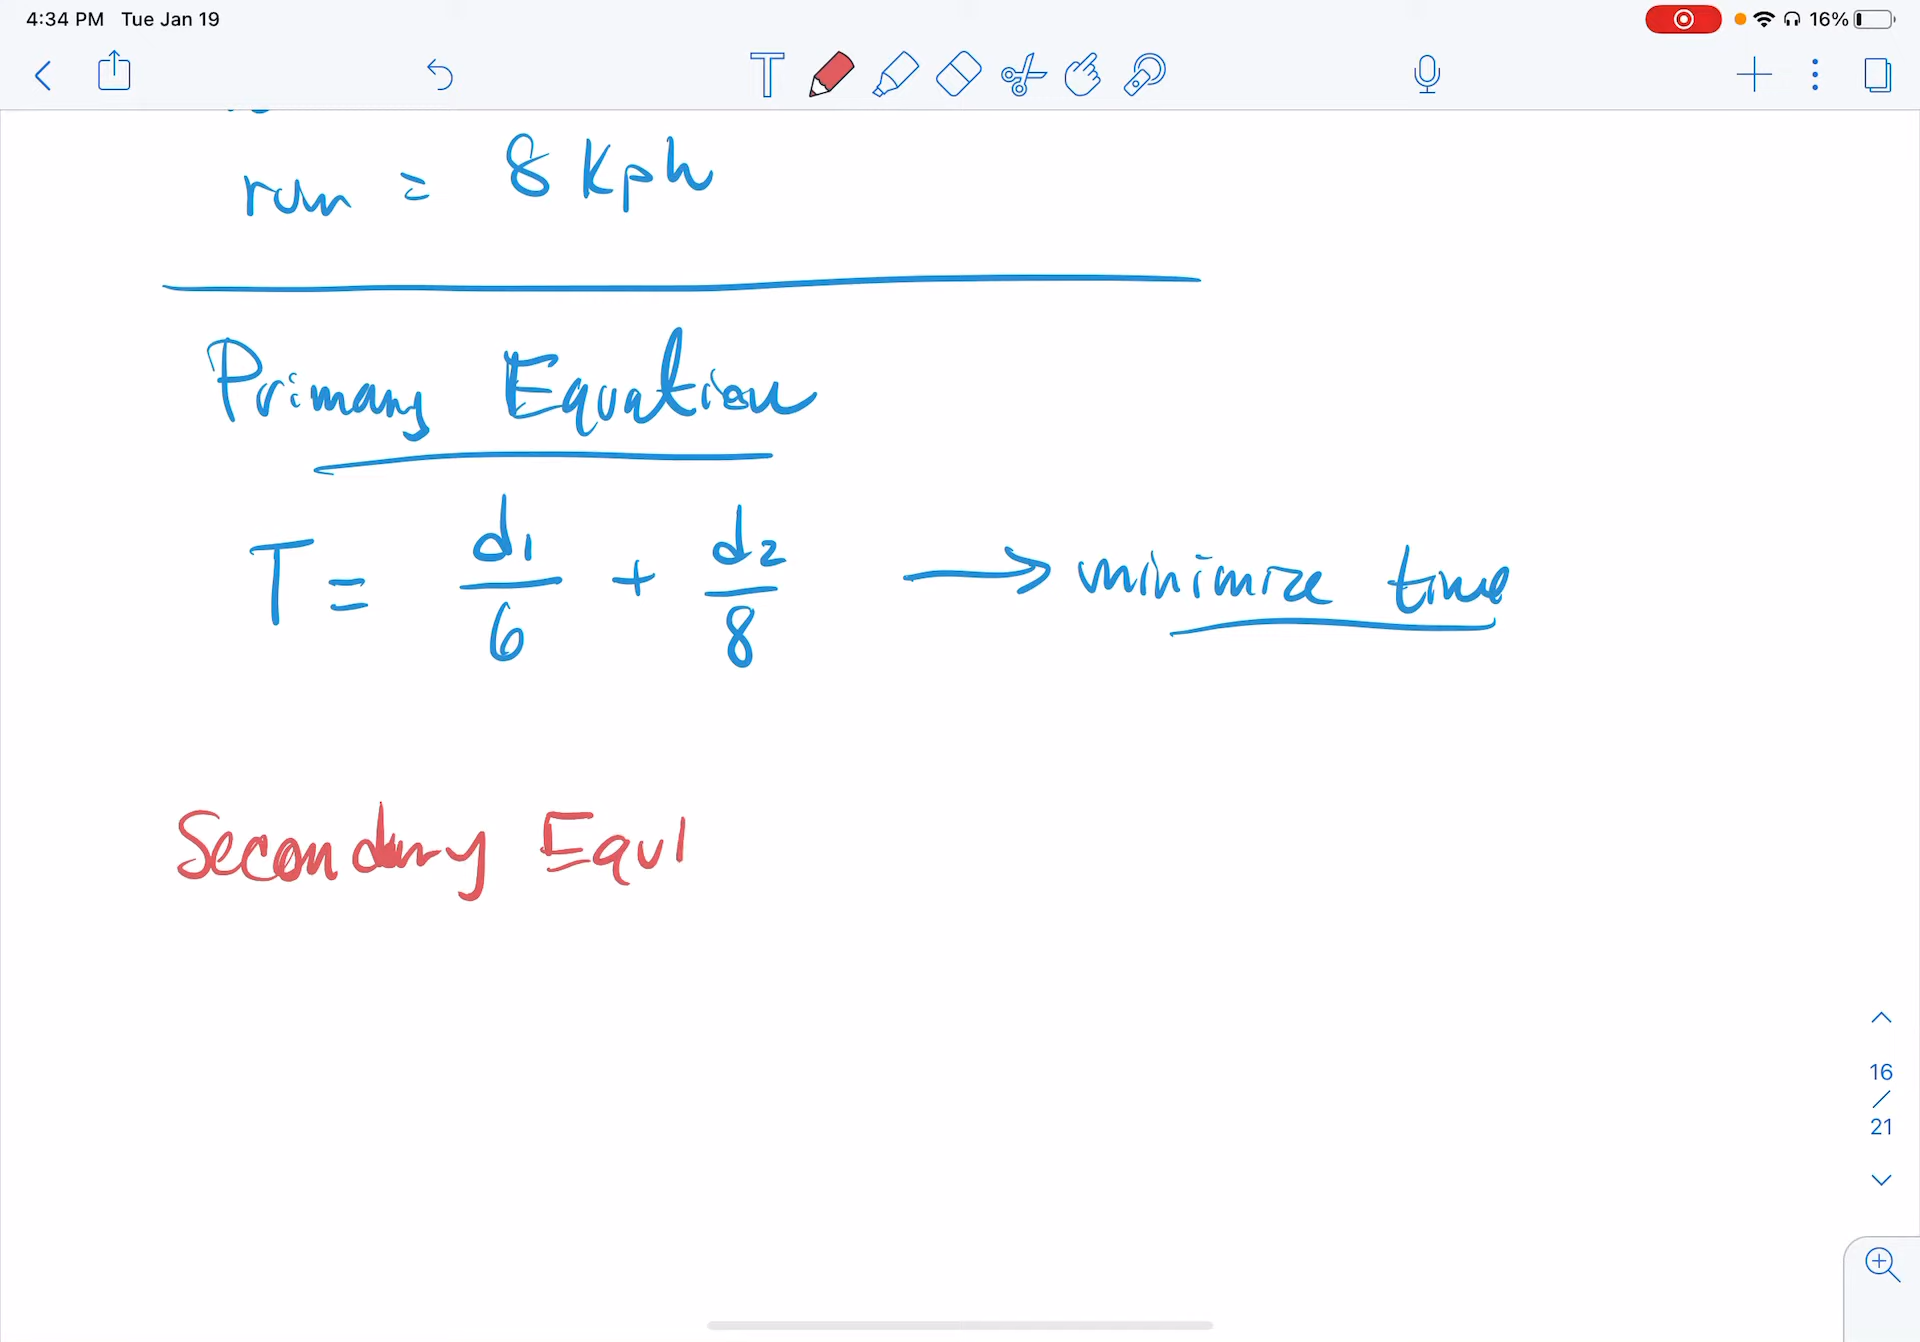 4:34 PM Tue Jan 19
16%
run = 8 Kph
Primary Equation
T = d1/6 + d2/8 → minimize time
Secondary Equ
16
/
21